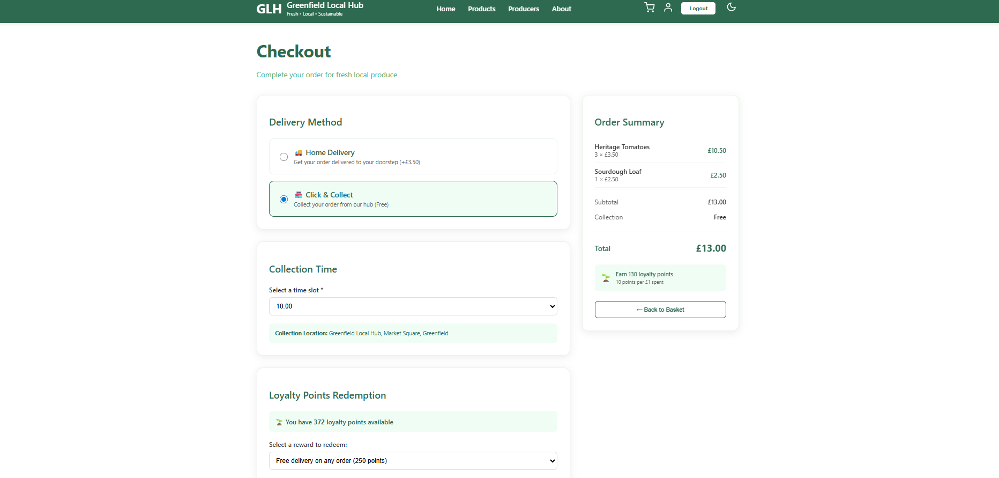 GLH
Greenfield Local Hub
Fresh • Local • Sustainable
Home
Products
Producers
About
Logout
Checkout
Complete your order for fresh local produce
Delivery Method
Home Delivery
Get your order delivered to your doorstep (+£3.50)
Click & Collect
Collect your order from our hub (Free)
Collection Time
Select a time slot *
10:00
Collection Location: Greenfield Local Hub, Market Square, Greenfield
Loyalty Points Redemption
You have 372 loyalty points available
Select a reward to redeem:
Free delivery on any order (250 points)
Order Summary
Heritage Tomatoes
3 × £3.50
£10.50
Sourdough Loaf
1 × £2.50
£2.50
Subtotal
£13.00
Collection
Free
Total
£13.00
Earn 130 loyalty points
10 points per £1 spent
← Back to Basket